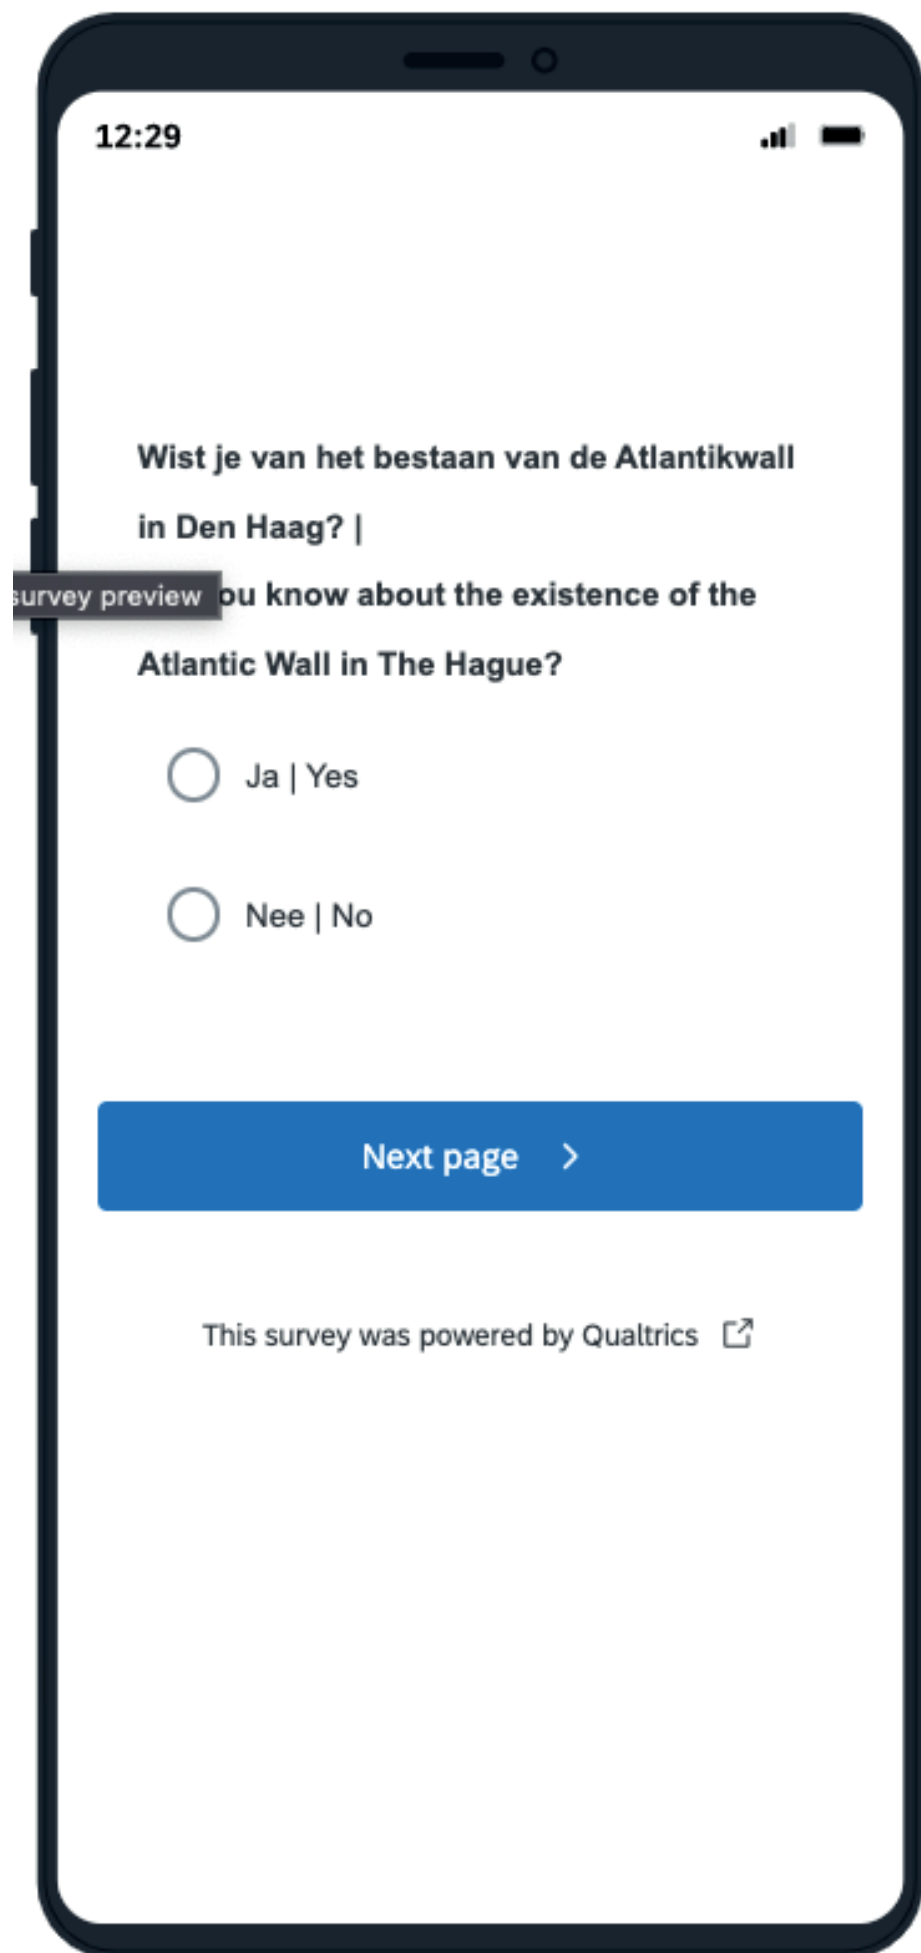 12:29
Wist je van het bestaan van de Atlantikwall
in Den Haag? |
survey preview
ou know about the existence of the
Atlantic Wall in The Hague?
Ja | Yes
Nee | No
Next page >
This survey was powered by Qualtrics